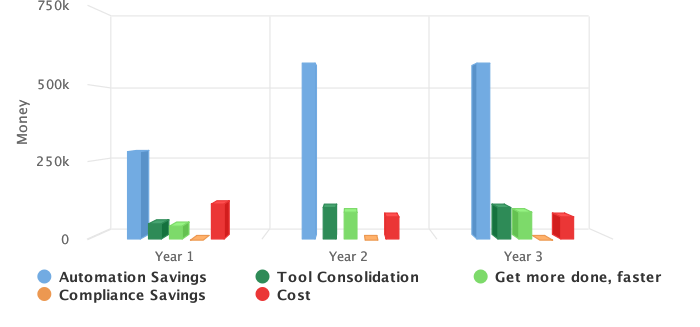 750k
500k
250k
0
Money
Year 1 Year 2 Year 3
Automation Savings Tool Consolidation Get more done, faster
Compliance Savings Cost